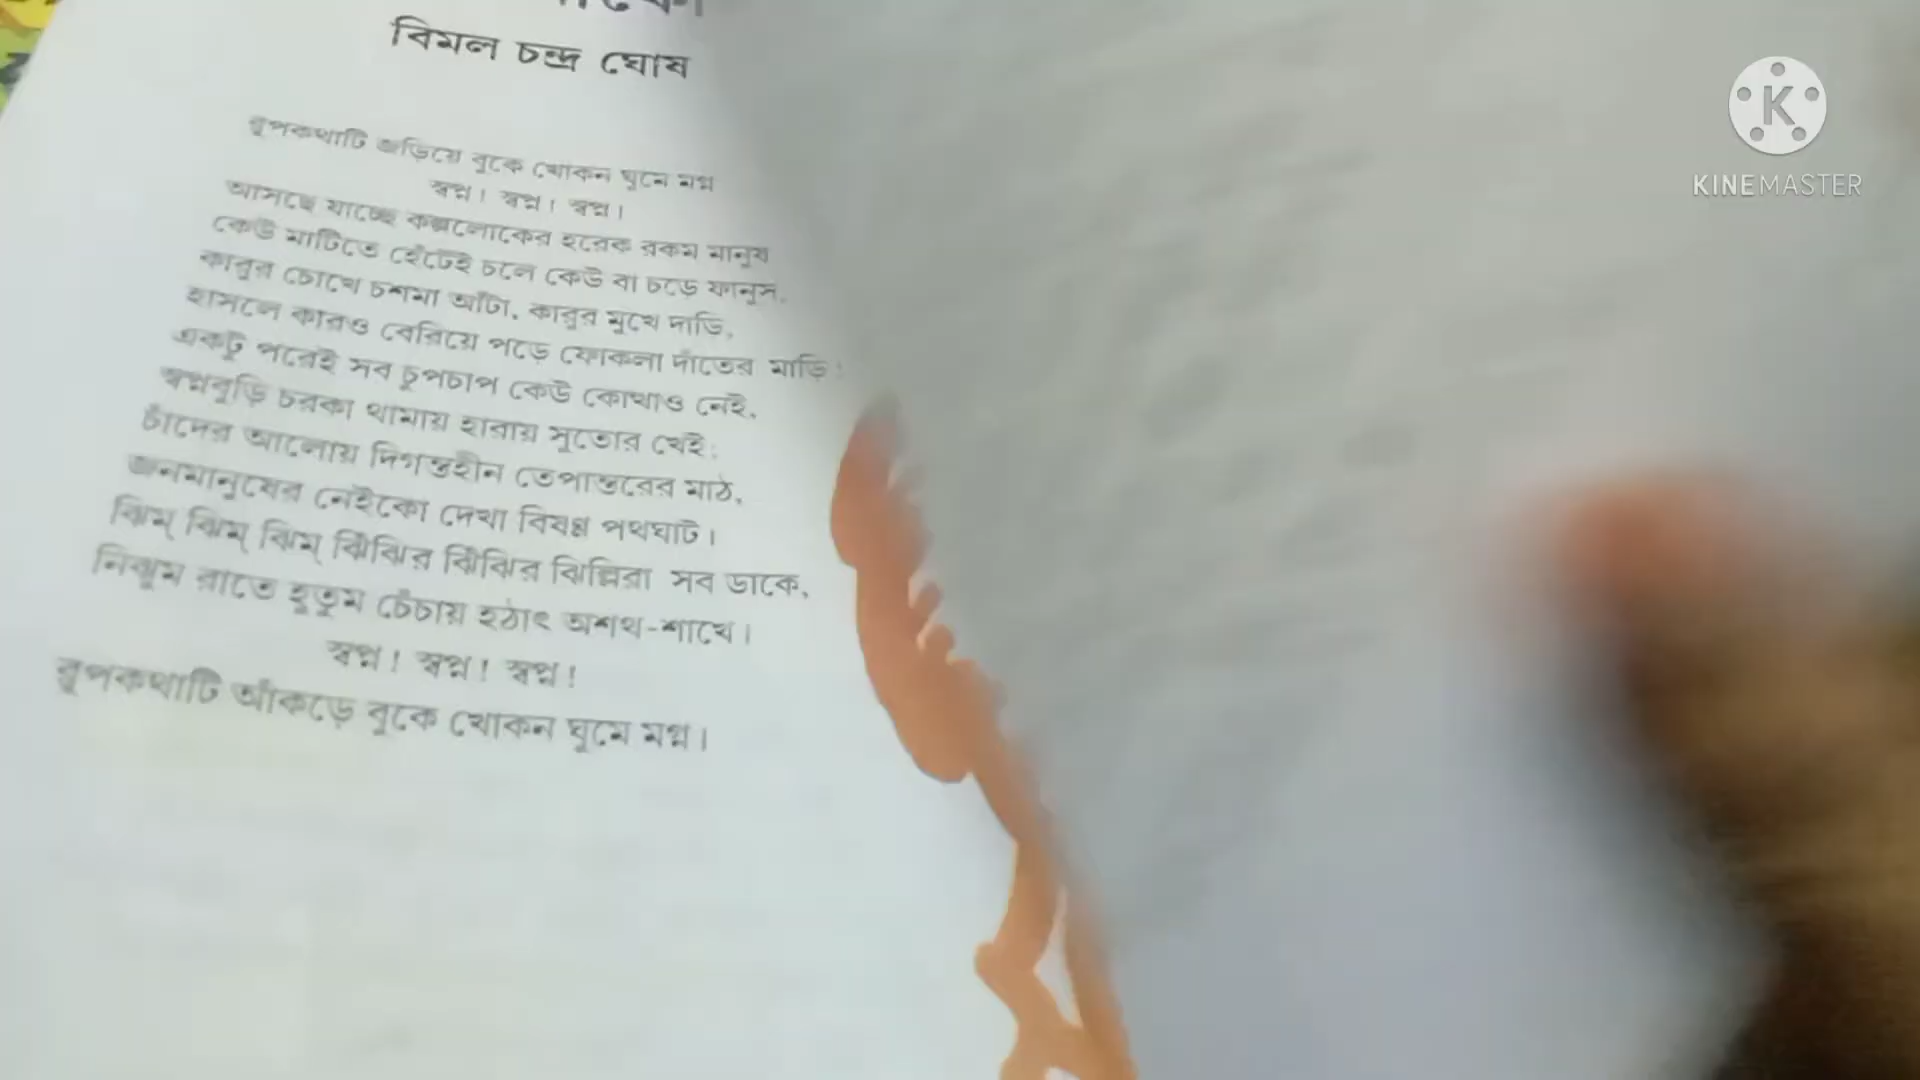 বিমল চন্দ্র ঘোষ
রূপকথাটি জড়িয়ে বুকে খোকন ঘুমে মগ্ন
স্বপ্ন! স্বপ্ন! স্বপ্ন!
আসছে যাচ্ছে কল্পলোকের হরেক রকম মানুষ
কেউ মাটিতে হেঁটেই চলে কেউ বা চড়ে ফানুস,
কারুর চোখে চশমা আঁটা, কারুর মুখে দাড়ি,
হাসলে কারও বেরিয়ে পড়ে ফোকলা দাঁতের মাড়ি!
একটু পরেই সব চুপচাপ কেউ কোথাও নেই,
স্বপ্নবুড়ি চরকা থামায় হারায় সুতোর খেই;
চাঁদের আলোয় দিগন্তহীন তেপান্তরের মাঠ,
জনমানুষের নেইকো দেখা বিষণ্ণ পথঘাট।
ঝিম্ ঝিম্ ঝিম্ ঝিঁঝির ঝিঁঝির ঝিল্লিরা সব ডাকে,
নিঝুম রাতে হুতুম চেঁচায় হঠাৎ অশথ-শাখে।
স্বপ্ন! স্বপ্ন! স্বপ্ন!
রূপকথাটি আঁকড়ে বুকে খোকন ঘুমে মগ্ন।
KINEMASTER